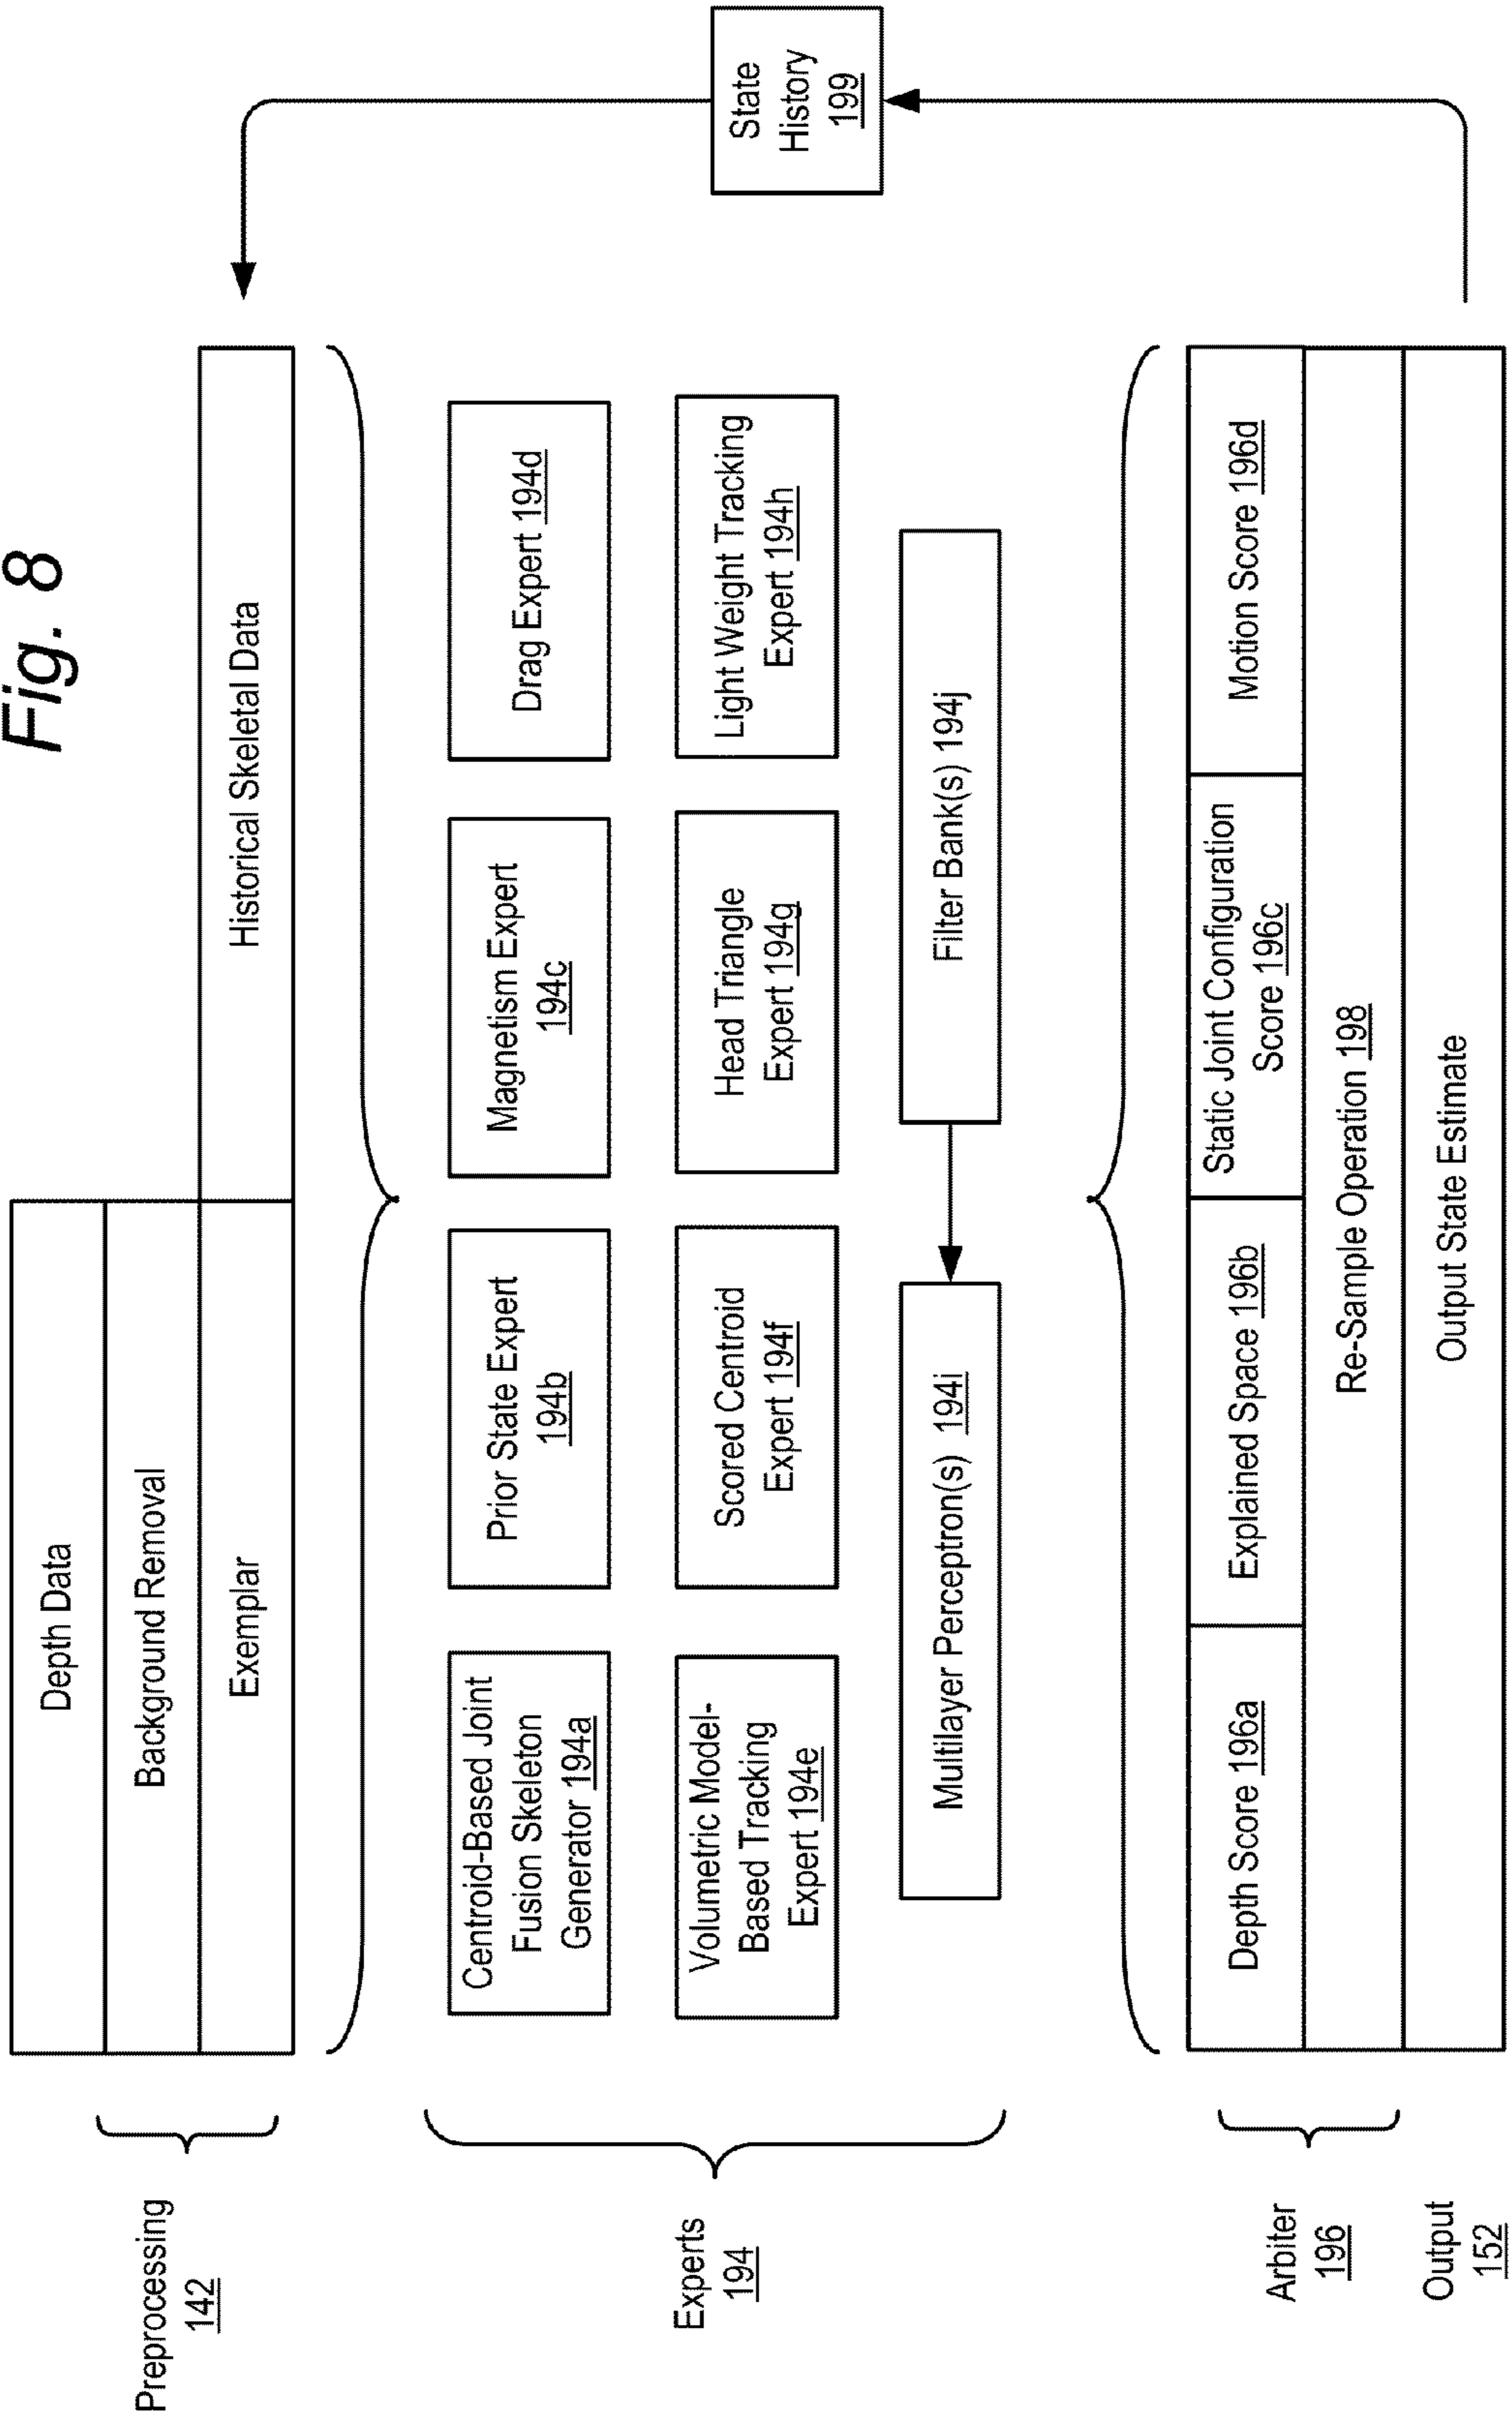 Fig. 8
Preprocessing
142
Depth Data
Background Removal
Exemplar
Historical Skeletal Data
State
History
199
Experts
194
Centroid-Based Joint
Fusion Skeleton
Generator 194a
Prior State Expert
194b
Magnetism Expert
194c
Drag Expert 194d
Volumetric Model-
Based Tracking
Expert 194e
Scored Centroid
Expert 194f
Head Triangle
Expert 194g
Light Weight Tracking
Expert 194h
Multilayer Perceptron(s) 194i
Filter Bank(s) 194j
Arbiter
196
Depth Score 196a
Explained Space 196b
Static Joint Configuration
Score 196c
Motion Score 196d
Re-Sample Operation 198
Output
152
Output State Estimate